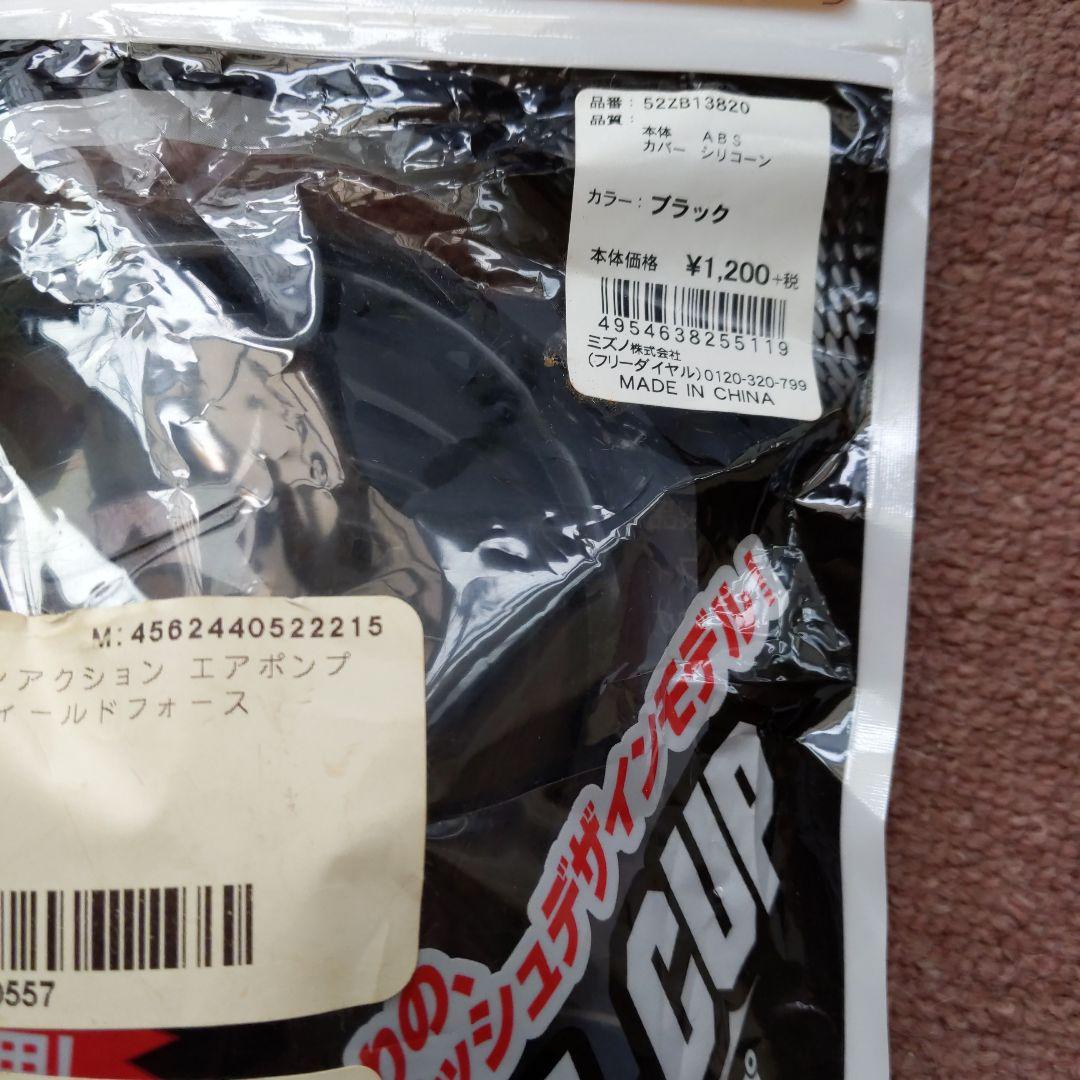 品番：52ZB13820
品質：
本体　ABS
カバー　シリコーン
カラー：ブラック
本体価格　¥1,200+税
4954638255119
ミズノ株式会社
(フリーダイヤル)0120-320-799
MADE IN CHINA
M:4562440522215
アクション エアポンプ
ィールドフォース
0557
用!
の、
ッシュデザインモデル!
CUP